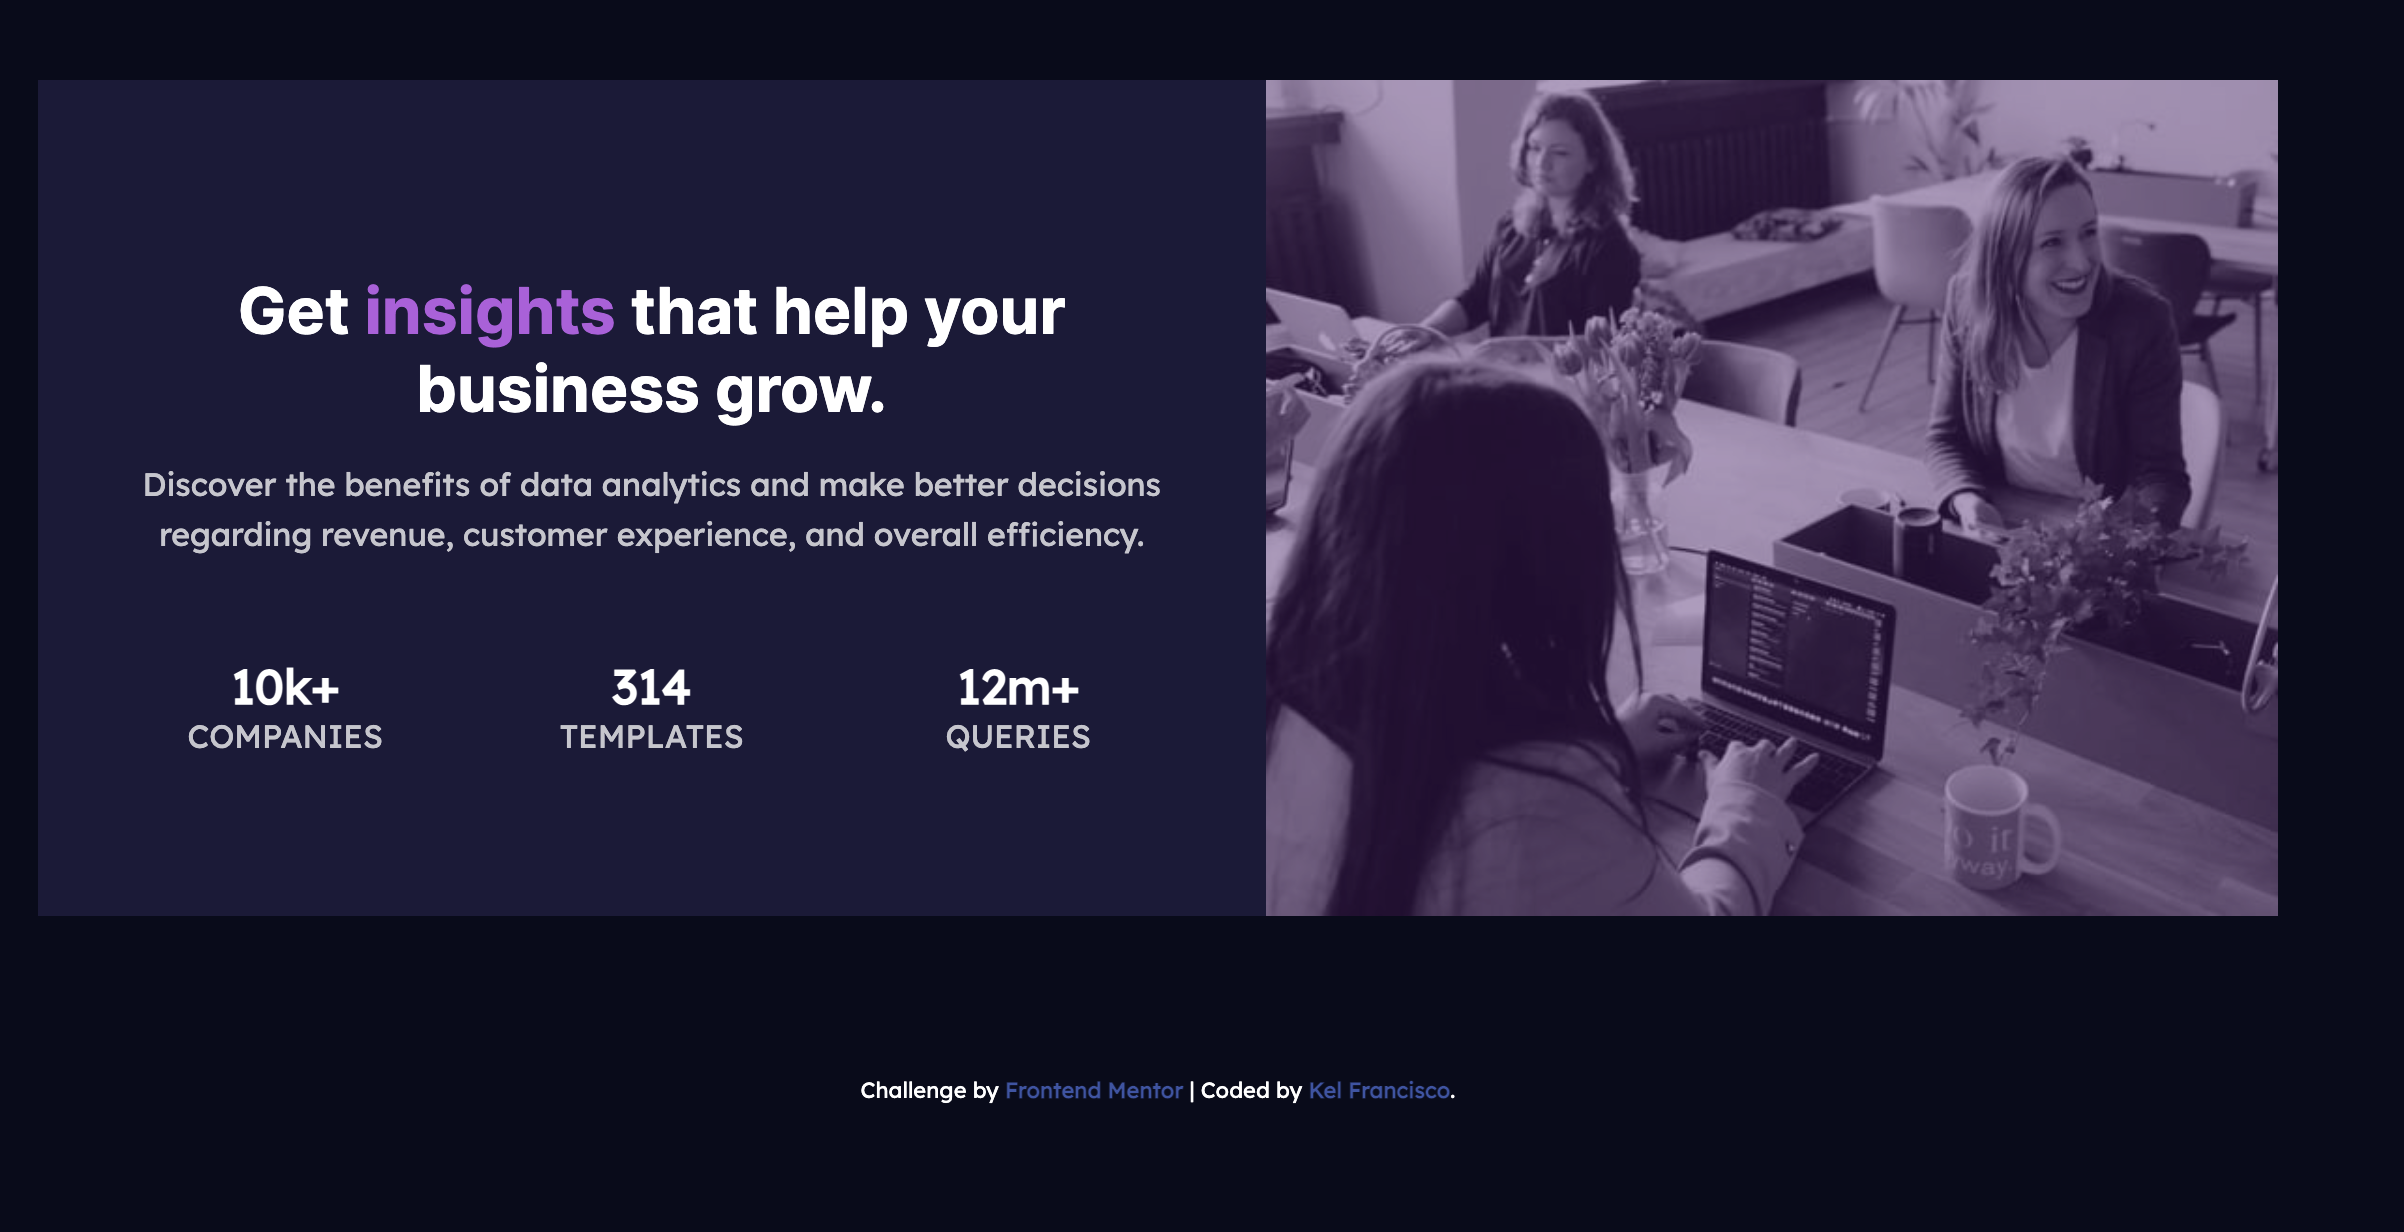 Get insights that help your
business grow.
Discover the benefits of data analytics and make better decisions
regarding revenue, customer experience, and overall efficiency.
10k+
COMPANIES
314
TEMPLATES
12m+
QUERIES
Challenge by Frontend Mentor | Coded by Kel Francisco.